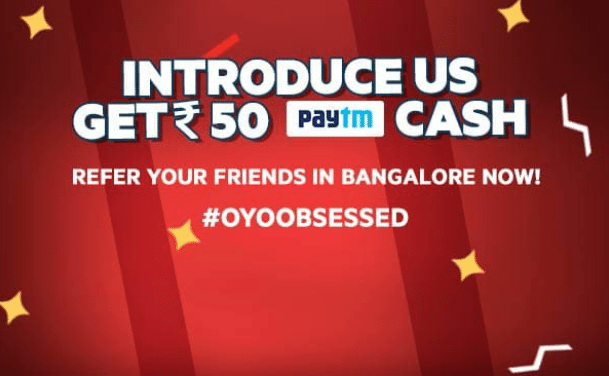 INTRODUCE US
GET ₹ 50 Paytm CASH
REFER YOUR FRIENDS IN BANGALORE NOW!
#OYOOBSESSED